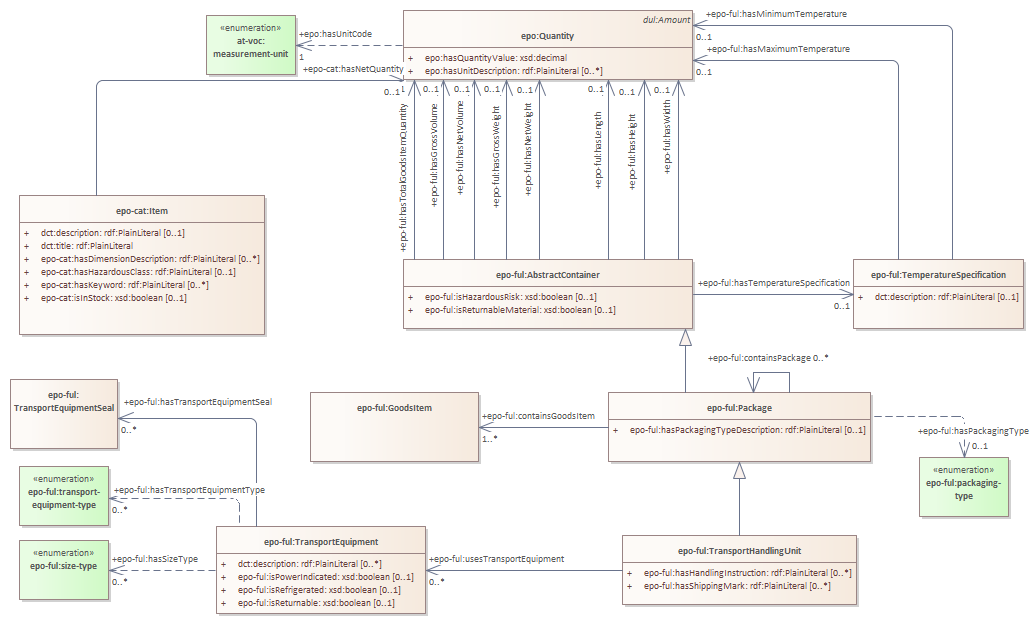 «enumeration»
at-voc:
measurement-unit
+epo:hasUnitCode
1
dul:Amount
epo:Quantity
+ epo:hasQuantityValue: xsd:decimal
+ epo:hasUnitDescription: rdf:PlainLiteral [0..*]
+epo-ful:hasMinimumTemperature
0..1
+epo-ful:hasMaximumTemperature
0..1
+epo-cat:hasNetQuantity
0..1
0..1
0..1
0..1
0..1
0..1
0..1
0..1
+epo-ful:hasTotalGoodsItemQuantity
+epo-ful:hasGrossVolume
+epo-ful:hasNetVolume
+epo-ful:hasGrossWeight
+epo-ful:hasNetWeight
+epo-ful:hasLength
+epo-ful:hasHeight
+epo-ful:hasWidth
epo-cat:Item
+ dct:description: rdf:PlainLiteral [0..1]
+ dct:title: rdf:PlainLiteral
+ epo-cat:hasDimensionDescription: rdf:PlainLiteral [0..*]
+ epo-cat:hasHazardousClass: rdf:PlainLiteral [0..1]
+ epo-cat:hasKeyword: rdf:PlainLiteral [0..*]
+ epo-cat:isInStock: xsd:boolean [0..1]
epo-ful:AbstractContainer
+ epo-ful:isHazardousRisk: xsd:boolean [0..1]
+ epo-ful:isReturnableMaterial: xsd:boolean [0..1]
+epo-ful:hasTemperatureSpecification
0..1
epo-ful:TemperatureSpecification
+ dct:description: rdf:PlainLiteral [0..1]
+epo-ful:containsPackage 0..*
epo-ful:
TransportEquipmentSeal
+epo-ful:hasTransportEquipmentSeal
0..*
epo-ful:GoodsItem
+epo-ful:containsGoodsItem
1..*
epo-ful:Package
+ epo-ful:hasPackagingTypeDescription: rdf:PlainLiteral [0..1]
+epo-ful:hasPackagingType
0..1
«enumeration»
epo-ful:packaging-
type
«enumeration»
epo-ful:transport-
equipment-type
+epo-ful:hasTransportEquipmentType
0..*
«enumeration»
epo-ful:size-type
+epo-ful:hasSizeType
0..*
epo-ful:TransportEquipment
+ dct:description: rdf:PlainLiteral [0..*]
+ epo-ful:isPowerIndicated: xsd:boolean [0..1]
+ epo-ful:isRefrigerated: xsd:boolean [0..1]
+ epo-ful:isReturnable: xsd:boolean [0..1]
+epo-ful:usesTransportEquipment
0..*
epo-ful:TransportHandlingUnit
+ epo-ful:hasHandlingInstruction: rdf:PlainLiteral [0..*]
+ epo-ful:hasShippingMark: rdf:PlainLiteral [0..*]